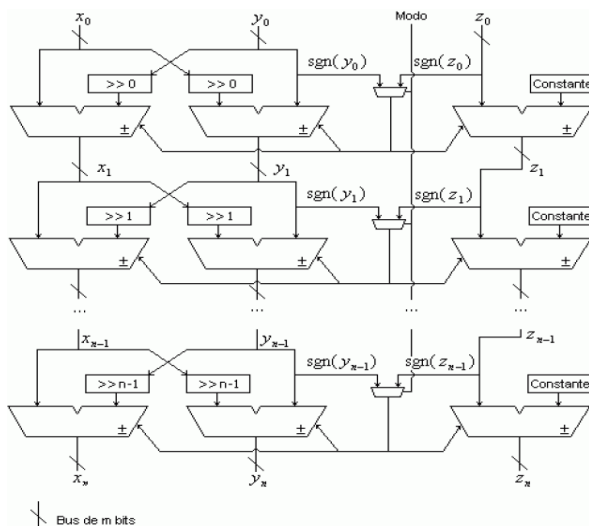 x₀ y₀ Modo z₀
sgn(y₀) sgn(z₀)
>>0 >>0 Constante
± ± ±
x₁ y₁ z₁
sgn(y₁) sgn(z₁)
>>1 >>1 Constante
± ± ±
... ... ... ...
xₙ₋₁ yₙ₋₁ zₙ₋₁
sgn(yₙ₋₁) sgn(zₙ₋₁)
>>n-1 >>n-1 Constante
± ± ±
xₙ yₙ zₙ
Bus de m bits